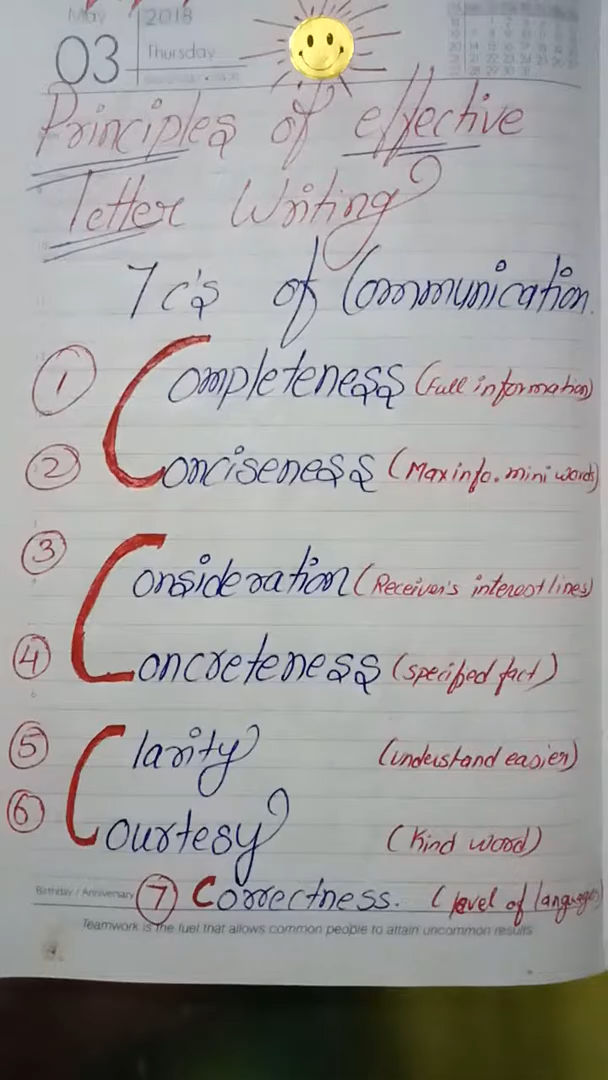 May 2018
03 Thursday
Principles of effective
letter Writing
7 c's of Communication.
① Completeness (Full information)
② Conciseness (Max info. mini words)
③ Consideration (Receiver's interest lines)
④ Concreteness (specified fact)
⑤ Clarity (understand easier)
⑥ Courtesy (Kind word)
Birthday / Anniversary ⑦ Correctness. (level of languages)
Teamwork is the fuel that allows common people to attain uncommon results